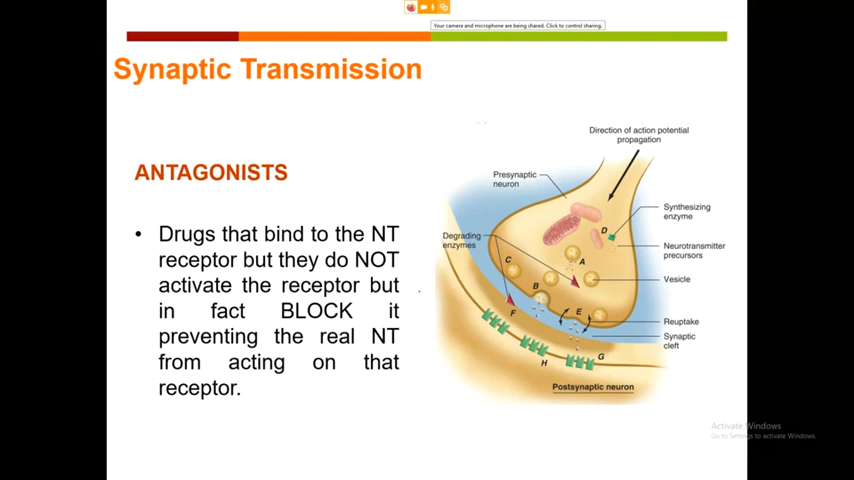 Your camera and microphone are being shared. Click to control sharing.
Synaptic Transmission
ANTAGONISTS
• Drugs that bind to the NT
receptor but they do NOT
activate the receptor but
in fact BLOCK it
preventing the real NT
from acting on that
receptor.
Direction of action potential
propagation
Presynaptic
neuron
Synthesizing
enzyme
D
Degrading
enzymes
Neurotransmitter
precursors
C
A
Vesicle
B
F
E
Reuptake
Synaptic
cleft
G
H
Postsynaptic neuron
Activate Windows
Go to Settings to activate Windows.